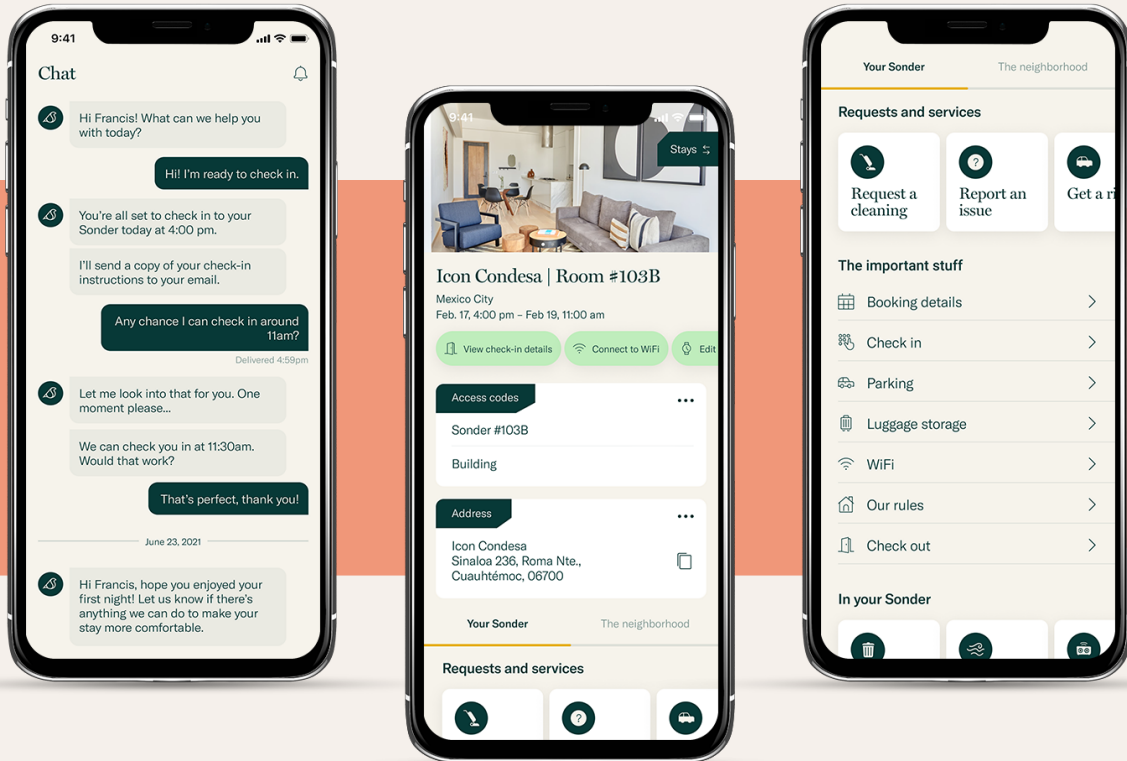 9:41
Chat
Hi Francis! What can we help you
with today?
Hi! I'm ready to check in.
You're all set to check in to your
Sonder today at 4:00 pm.
I'll send a copy of your check-in
instructions to your email.
Any chance I can check in around
11am?
Delivered 4:59pm
Let me look into that for you. One
moment please...
We can check you in at 11:30am.
Would that work?
That's perfect, thank you!
June 23, 2021
Hi Francis, hope you enjoyed your
first night! Let us know if there's
anything we can do to make your
stay more comfortable.
9:41
Stays
Icon Condesa | Room #103B
Mexico City
Feb. 17, 4:00 pm – Feb 19, 11:00 am
View check-in details
Connect to WiFi
Edit
Access codes
Sonder #103B
Building
Address
Icon Condesa
Sinaloa 236, Roma Nte.,
Cuauhtémoc, 06700
Your Sonder
The neighborhood
Requests and services
Your Sonder
The neighborhood
Requests and services
Request a
cleaning
Report an
issue
Get a ri
The important stuff
Booking details
Check in
Parking
Luggage storage
WiFi
Our rules
Check out
In your Sonder